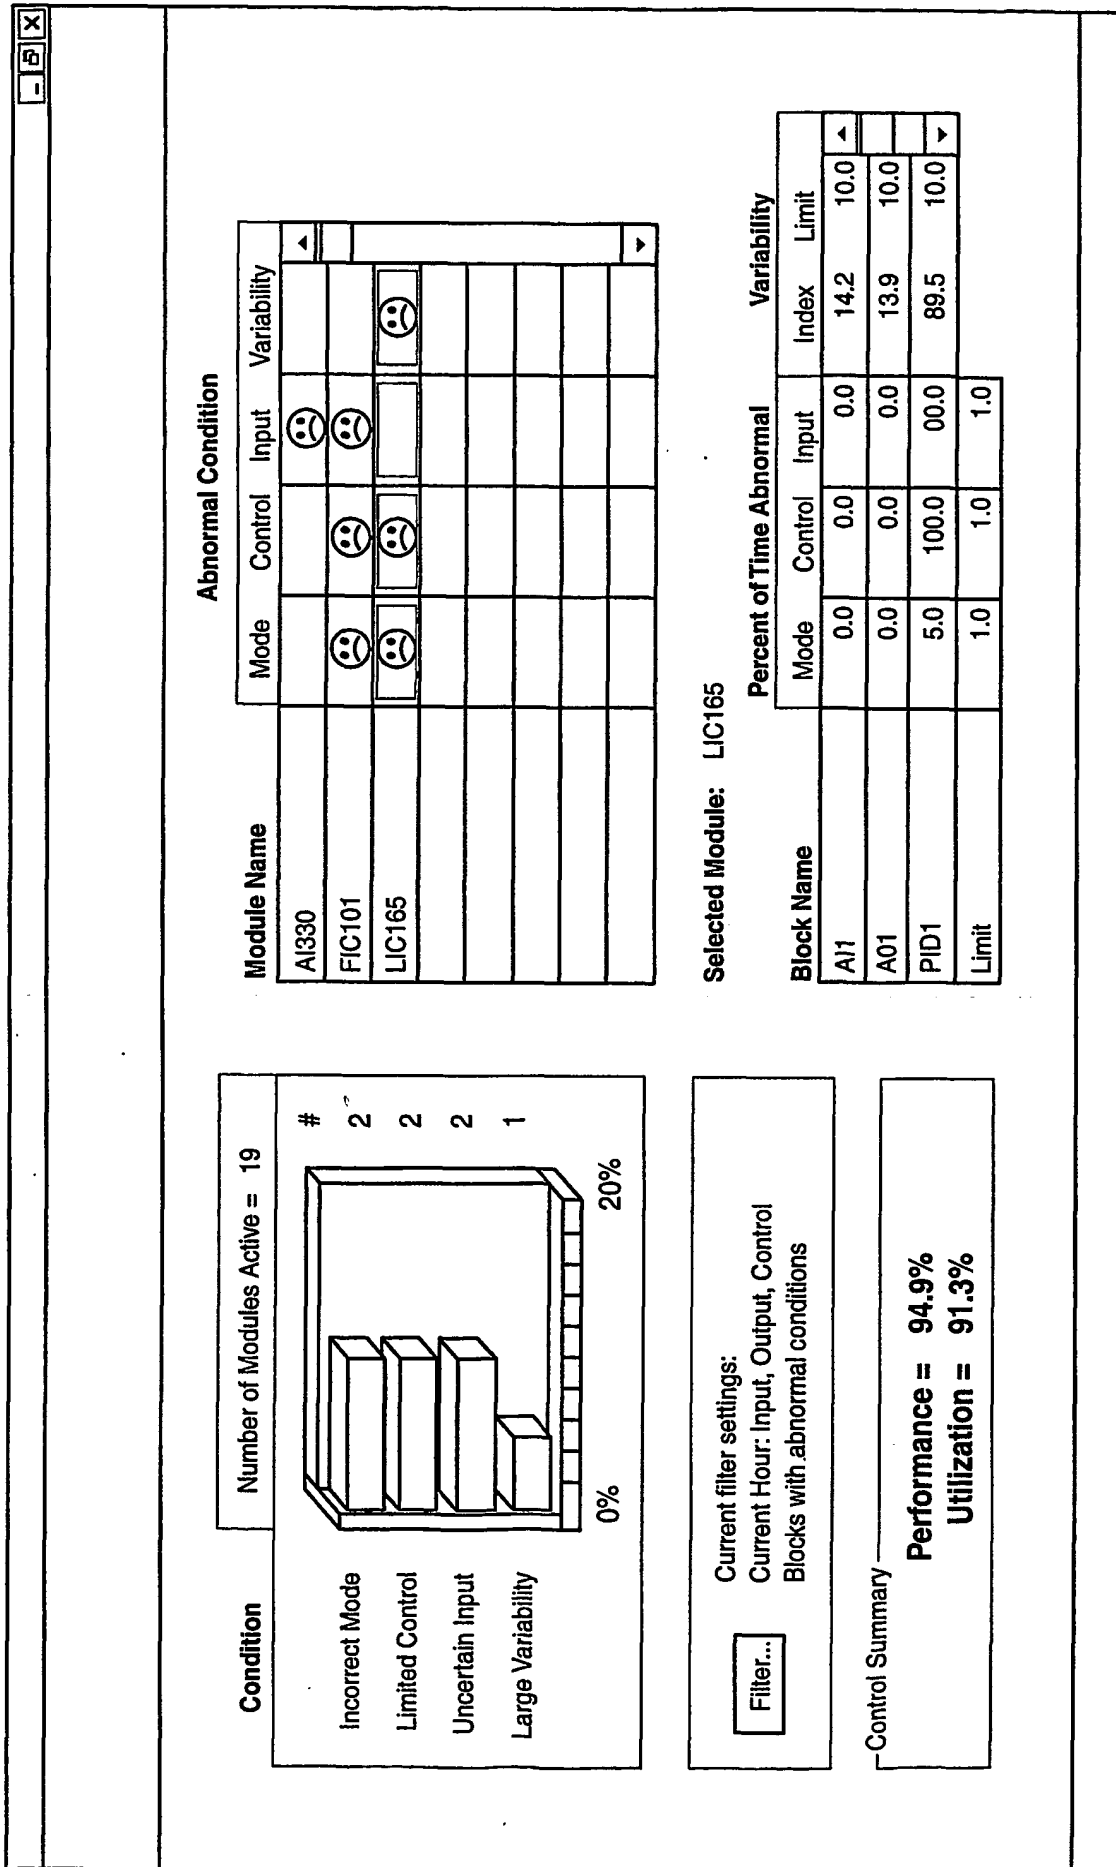 Condition
Number of Modules Active = 19
#
Incorrect Mode 2
Limited Control 2
Uncertain Input 2
Large Variability 1
0% 20%
Filter...
Current filter settings:
Current Hour: Input, Output, Control
Blocks with abnormal conditions
Control Summary
Performance = 94.9%
Utilization = 91.3%
Abnormal Condition
Module Name Mode Control Input Variability
AI330
FIC101
LIC165
Selected Module: LIC165
Percent of Time Abnormal Variability
Block Name Mode Control Input Index Limit
AI1 0.0 0.0 0.0 14.2 10.0
A01 0.0 0.0 0.0 13.9 10.0
PID1 5.0 100.0 00.0 89.5 10.0
Limit 1.0 1.0 1.0